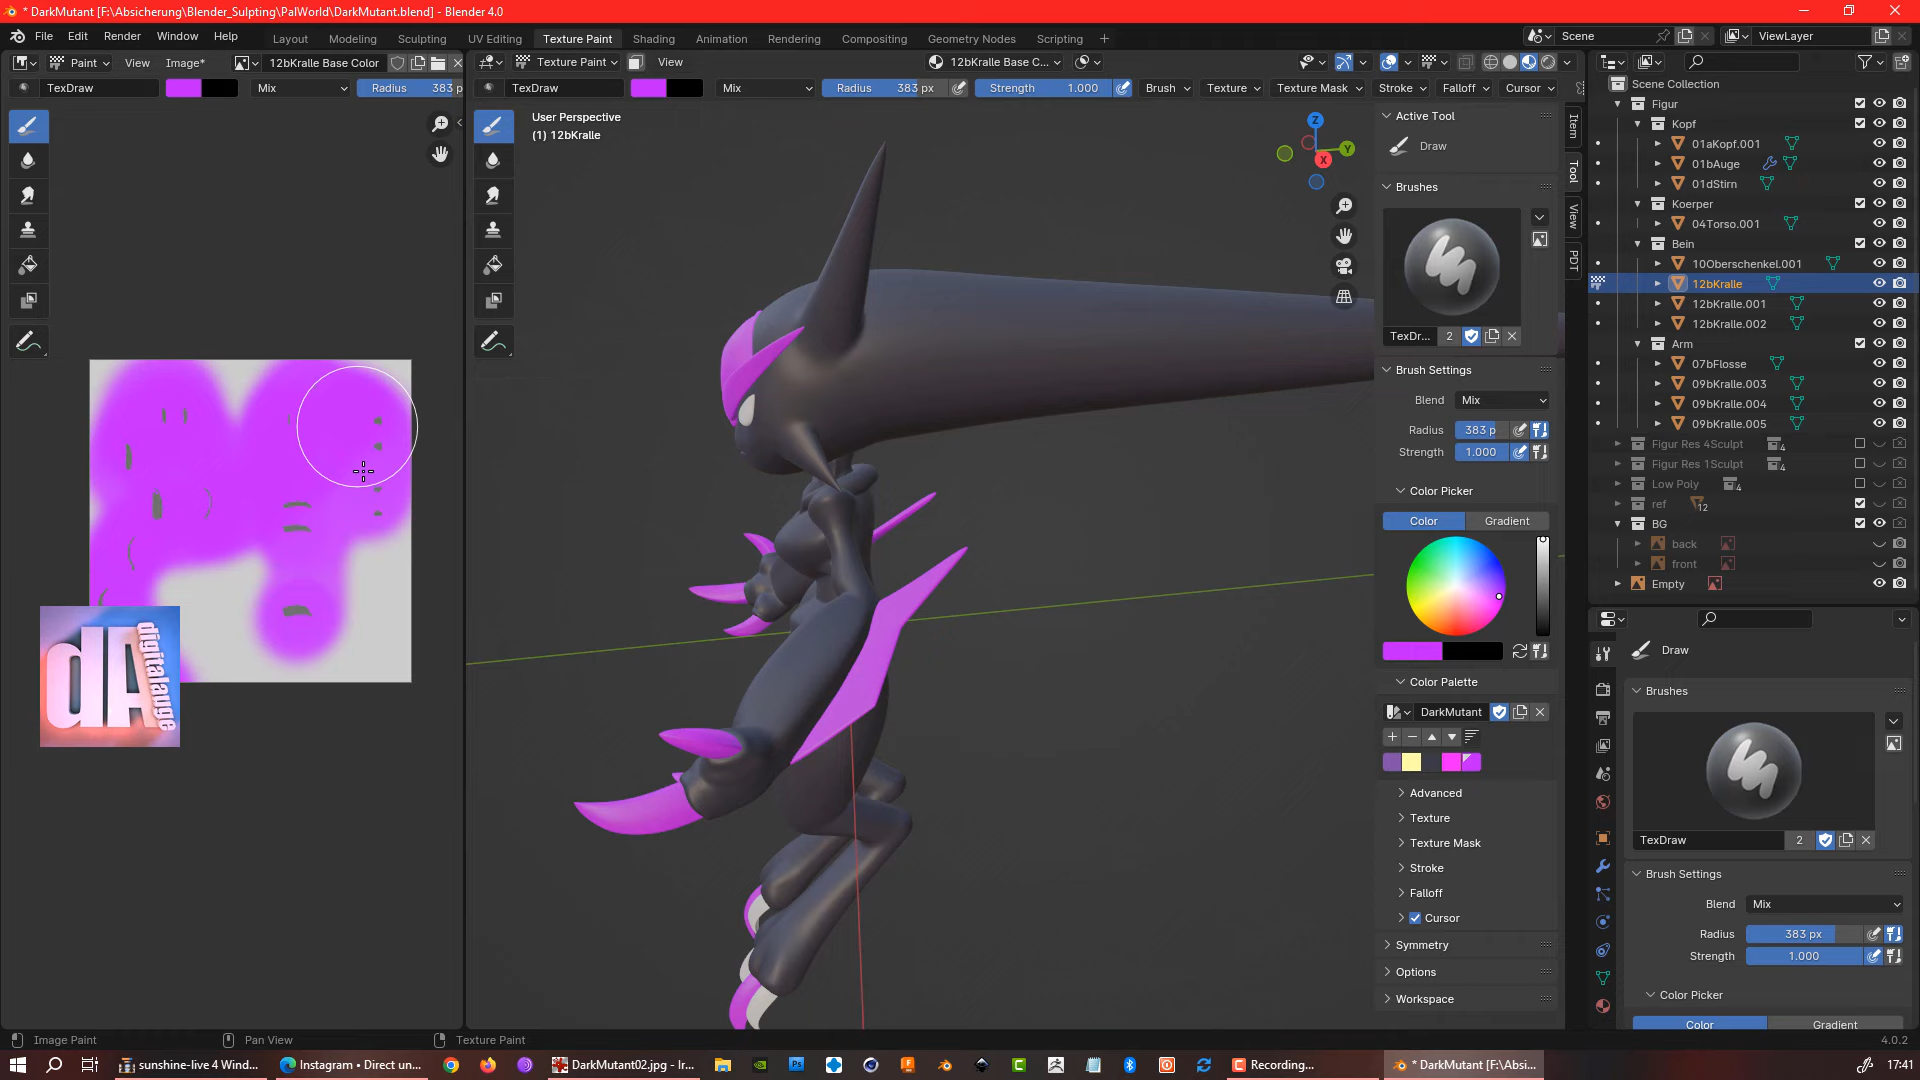 * DarkMutant [F:\Absicherung\Blender_Sulpting\PalWorld\DarkMutant.blend] - Blender 4.0
File Edit Render Window Help
Layout Modeling Sculpting UV Editing Texture Paint Shading Animation Rendering Compositing Geometry Nodes Scripting +
Scene ViewLayer
Paint View Image* 12bKralle Base Color
Texture Paint View 12bKralle Base C...
TexDraw Mix Radius 383 p
TexDraw Mix Radius 383 px Strength 1.000 Brush Texture Texture Mask Stroke Falloff Cursor
User Perspective
(1) 12bKralle
Z Y X
Item
Tool
View
PDT
Active Tool
Draw
Brushes
TexDr... 2
Brush Settings
Blend Mix
Radius 383 p
Strength 1.000
Color Picker
Color Gradient
Color Palette
DarkMutant
Advanced
Texture
Texture Mask
Stroke
Falloff
Cursor
Symmetry
Options
Workspace
Scene Collection
Figur
Kopf
01aKopf.001
01bAuge
01dStirn
Koerper
04Torso.001
Bein
10Oberschenkel.001
12bKralle
12bKralle.001
12bKralle.002
Arm
07bFlosse
09bKralle.003
09bKralle.004
09bKralle.005
Figur Res 4Sculpt 4
Figur Res 1Sculpt 4
Low Poly 4
ref 12
BG
back
front
Empty
Draw
Brushes
TexDraw 2
Brush Settings
Blend Mix
Radius 383 px
Strength 1.000
Color Picker
Color Gradient
dA digitalauge
Image Paint Pan View Texture Paint 4.0.2
sunshine-live 4 Wind... Instagram • Direct un... DarkMutant02.jpg - Ir... Recording... * DarkMutant [F:\Absi... 17:41